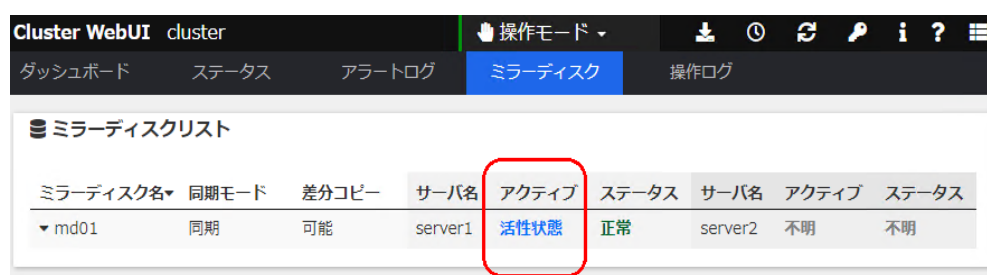 Cluster WebUI cluster 操作モード
ダッシュボード ステータス アラートログ ミラーディスク 操作ログ
ミラーディスクリスト
ミラーディスク名 同期モード 差分コピー サーバ名 アクティブ ステータス サーバ名 アクティブ ステータス
md01 同期 可能 server1 活性状態 正常 server2 不明 不明